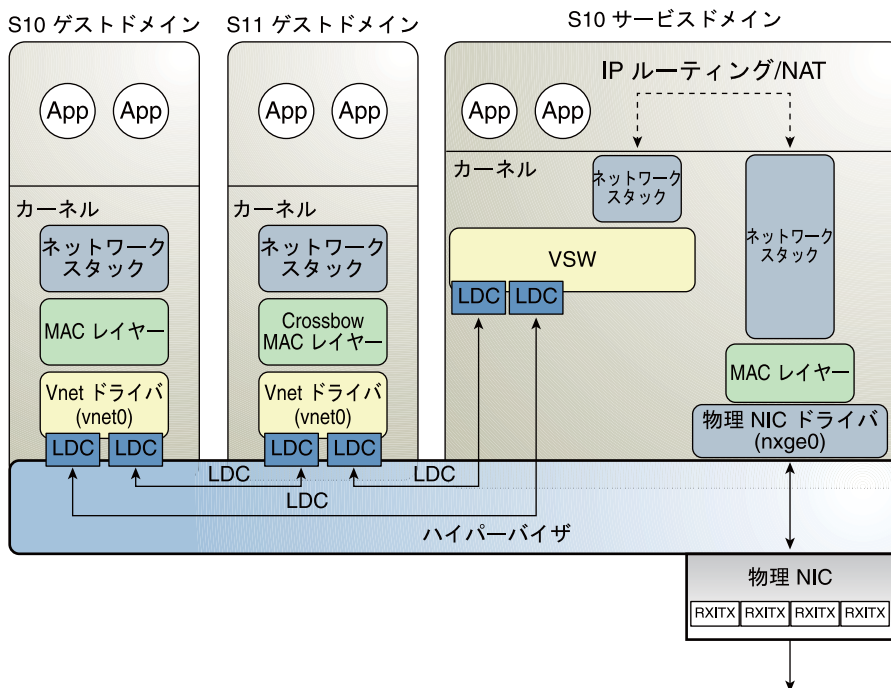 S10 ゲストドメイン
App
App
カーネル
ネットワーク
スタック
MAC レイヤー
Vnet ドライバ
(vnet0)
LDC
LDC
S11 ゲストドメイン
App
App
カーネル
ネットワーク
スタック
Crossbow
MAC レイヤー
Vnet ドライバ
(vnet0)
LDC
LDC
S10 サービスドメイン
IP ルーティング/NAT
App
App
カーネル
ネットワーク
スタック
VSW
LDC
LDC
ネットワーク
スタック
MAC レイヤー
物理 NIC ドライバ
(nxge0)
LDC
LDC
LDC
ハイパーバイザ
物理 NIC
RXITX
RXITX
RXITX
RXITX